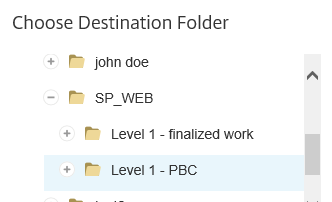 Choose Destination Folder
john doe
SP_WEB
Level 1 - finalized work
Level 1 - PBC